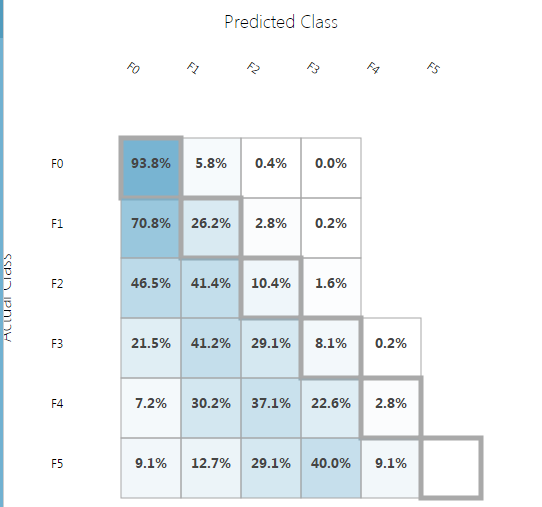 Predicted Class
F0 F1 F2 F3 F4 F5
F0 93.8% 5.8% 0.4% 0.0%
F1 70.8% 26.2% 2.8% 0.2%
F2 46.5% 41.4% 10.4% 1.6%
F3 21.5% 41.2% 29.1% 8.1% 0.2%
F4 7.2% 30.2% 37.1% 22.6% 2.8%
F5 9.1% 12.7% 29.1% 40.0% 9.1%
Actual Class